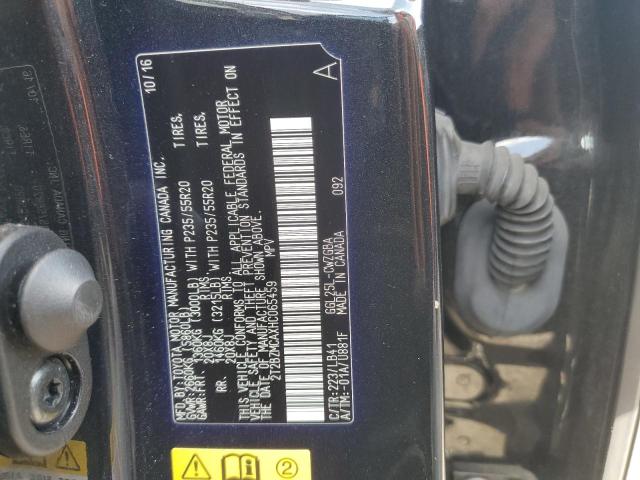 MFD.BY:TOYOTA MOTOR MANUFACTURING CANADA INC. 10/16
GVWR:2660KG(5860LB)
GAWR:FRT. 1360KG (3000LB) WITH P235/55R20 TIRES,
20X8J RIMS
RR. 1460KG (3215LB) WITH P235/55R20 TIRES,
20X8J RIMS
THIS VEHICLE CONFORMS TO ALL APPLICABLE FEDERAL MOTOR
VEHICLE SAFETY AND THEFT PREVENTION STANDARDS IN EFFECT ON
THE DATE OF MANUFACTURE SHOWN ABOVE.
2T2BZMCAXHC065459 MPV A
092
C/TR:223/LB41 GGL25L-CWZGBA
A/TM:-01A/U881F MADE IN CANADA
2